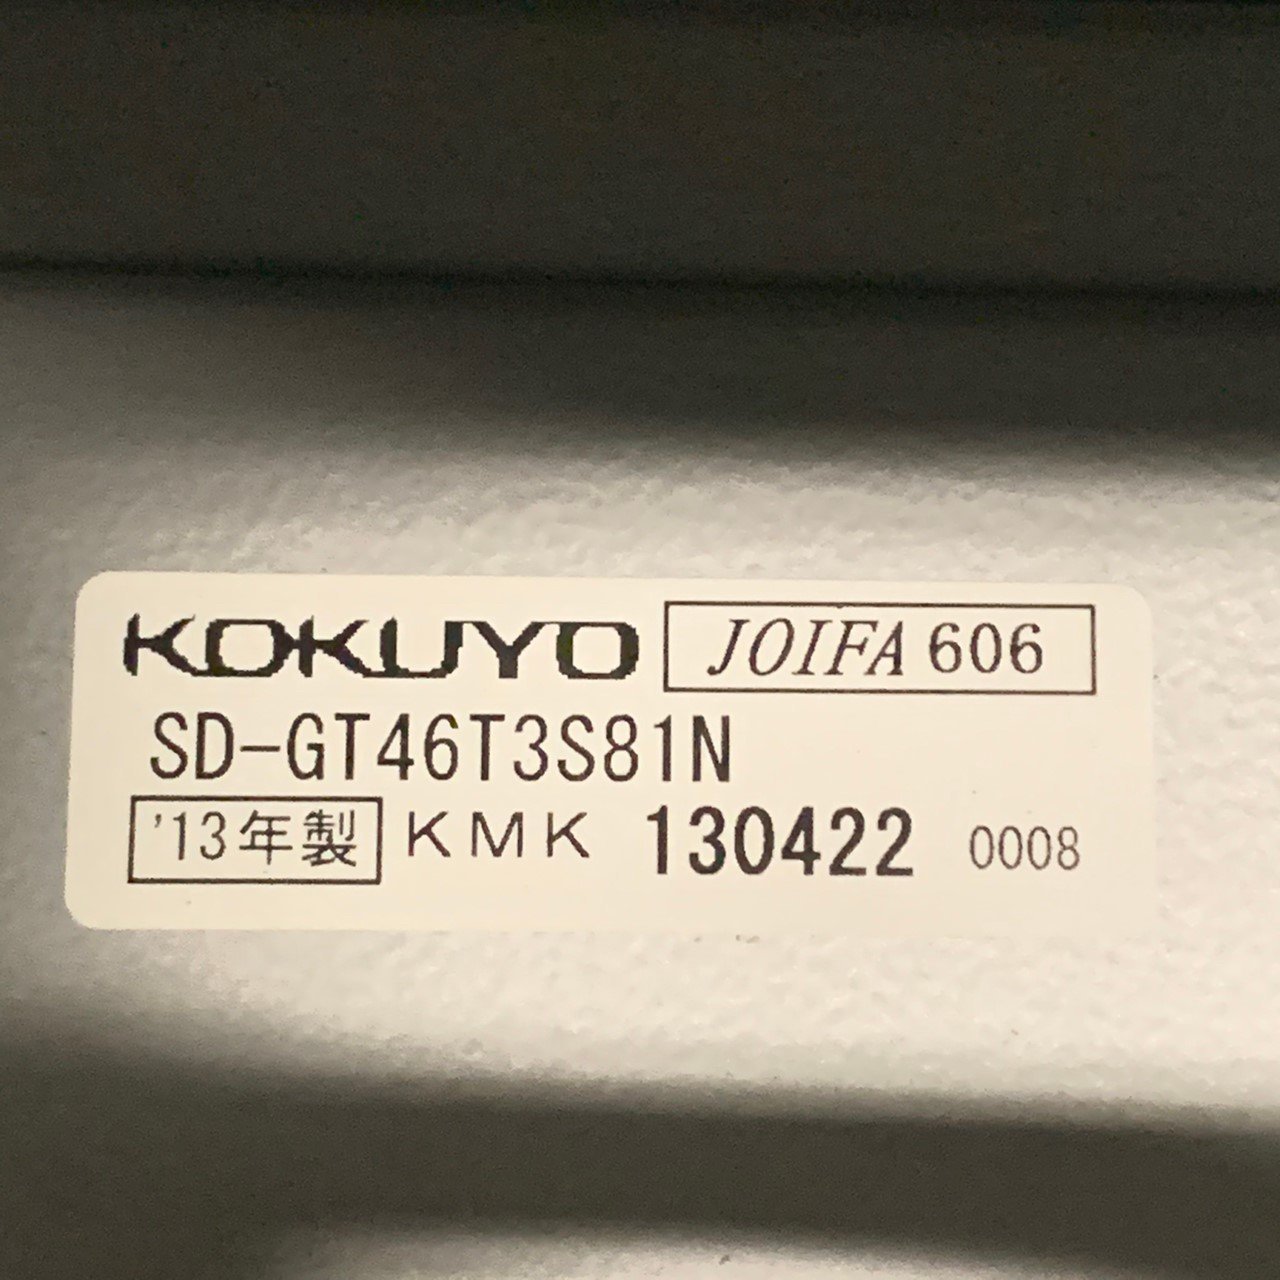 KOKUYO JOIFA 606
SD-GT46T3S81N
'13年製 KMK 130422 0008